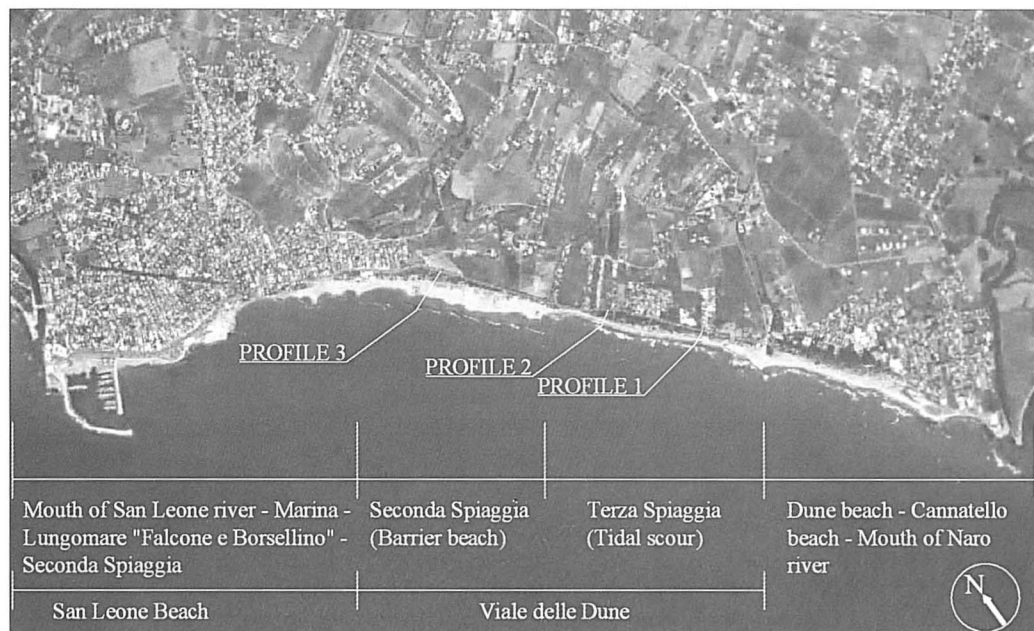 PROFILE 3
PROFILE 2
PROFILE 1
Mouth of San Leone river - Marina -
Lungomare "Falcone e Borsellino" -
Seconda Spiaggia
Seconda Spiaggia
(Barrier beach)
Terza Spiaggia
(Tidal scour)
Dune beach - Cannatello
beach - Mouth of Naro
river
San Leone Beach
Viale delle Dune
N